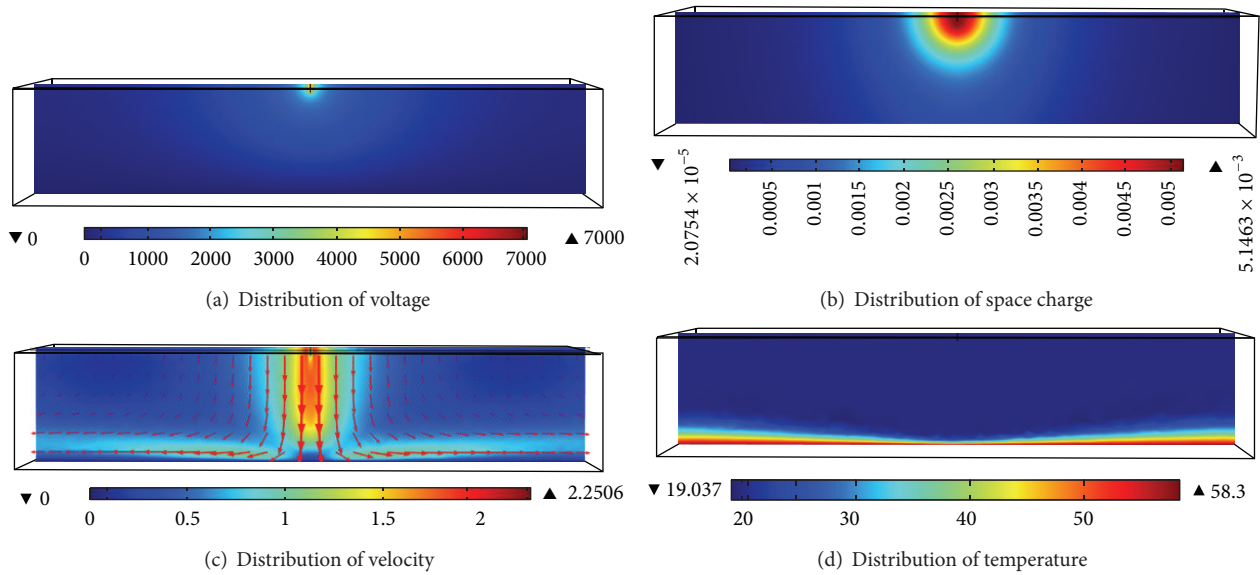 ▼ 0
0 1000 2000 3000 4000 5000 6000 7000
▲ 7000
(a) Distribution of voltage
▼ 2.0754 × 10⁻⁵
0.0005 0.001 0.0015 0.002 0.0025 0.003 0.0035 0.004 0.0045 0.005
▲ 5.1463 × 10⁻³
(b) Distribution of space charge
▼ 0
0 0.5 1 1.5 2
▲ 2.2506
(c) Distribution of velocity
▼ 19.037
20 30 40 50
▲ 58.3
(d) Distribution of temperature